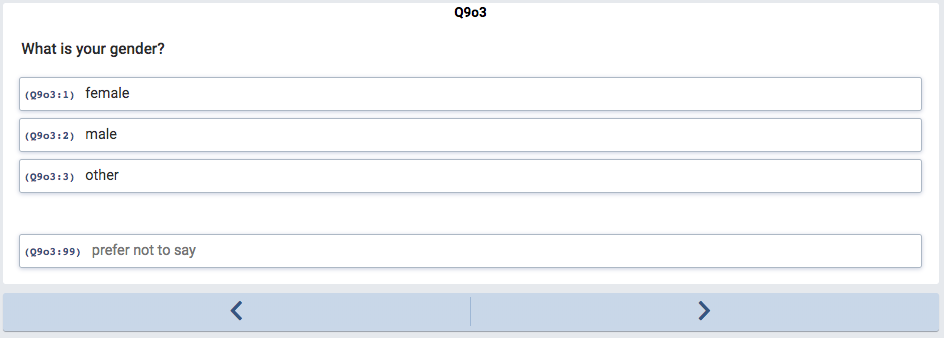 Q9o3
What is your gender?
(Q9o3:1) female
(Q9o3:2) male
(Q9o3:3) other
(Q9o3:99) prefer not to say